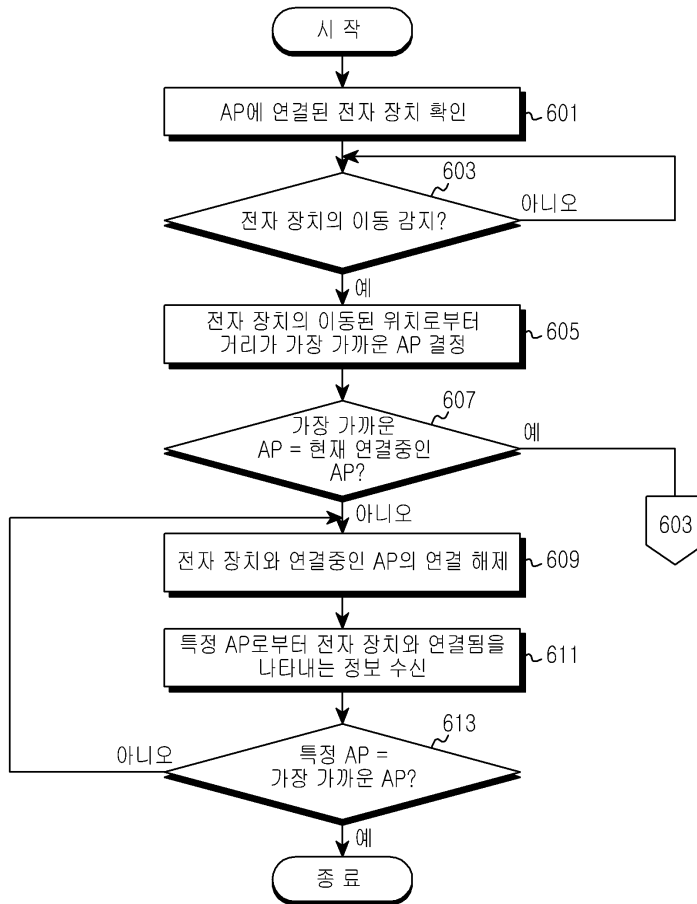 시 작
AP에 연결된 전자 장치 확인
601
603
전자 장치의 이동 감지?
아니오
예
전자 장치의 이동된 위치로부터
거리가 가장 가까운 AP 결정
605
607
가장 가까운
AP = 현재 연결중인
AP?
예
603
아니오
전자 장치와 연결중인 AP의 연결 해제
609
특정 AP로부터 전자 장치와 연결됨을
나타내는 정보 수신
611
613
특정 AP =
가장 가까운 AP?
아니오
예
종 료